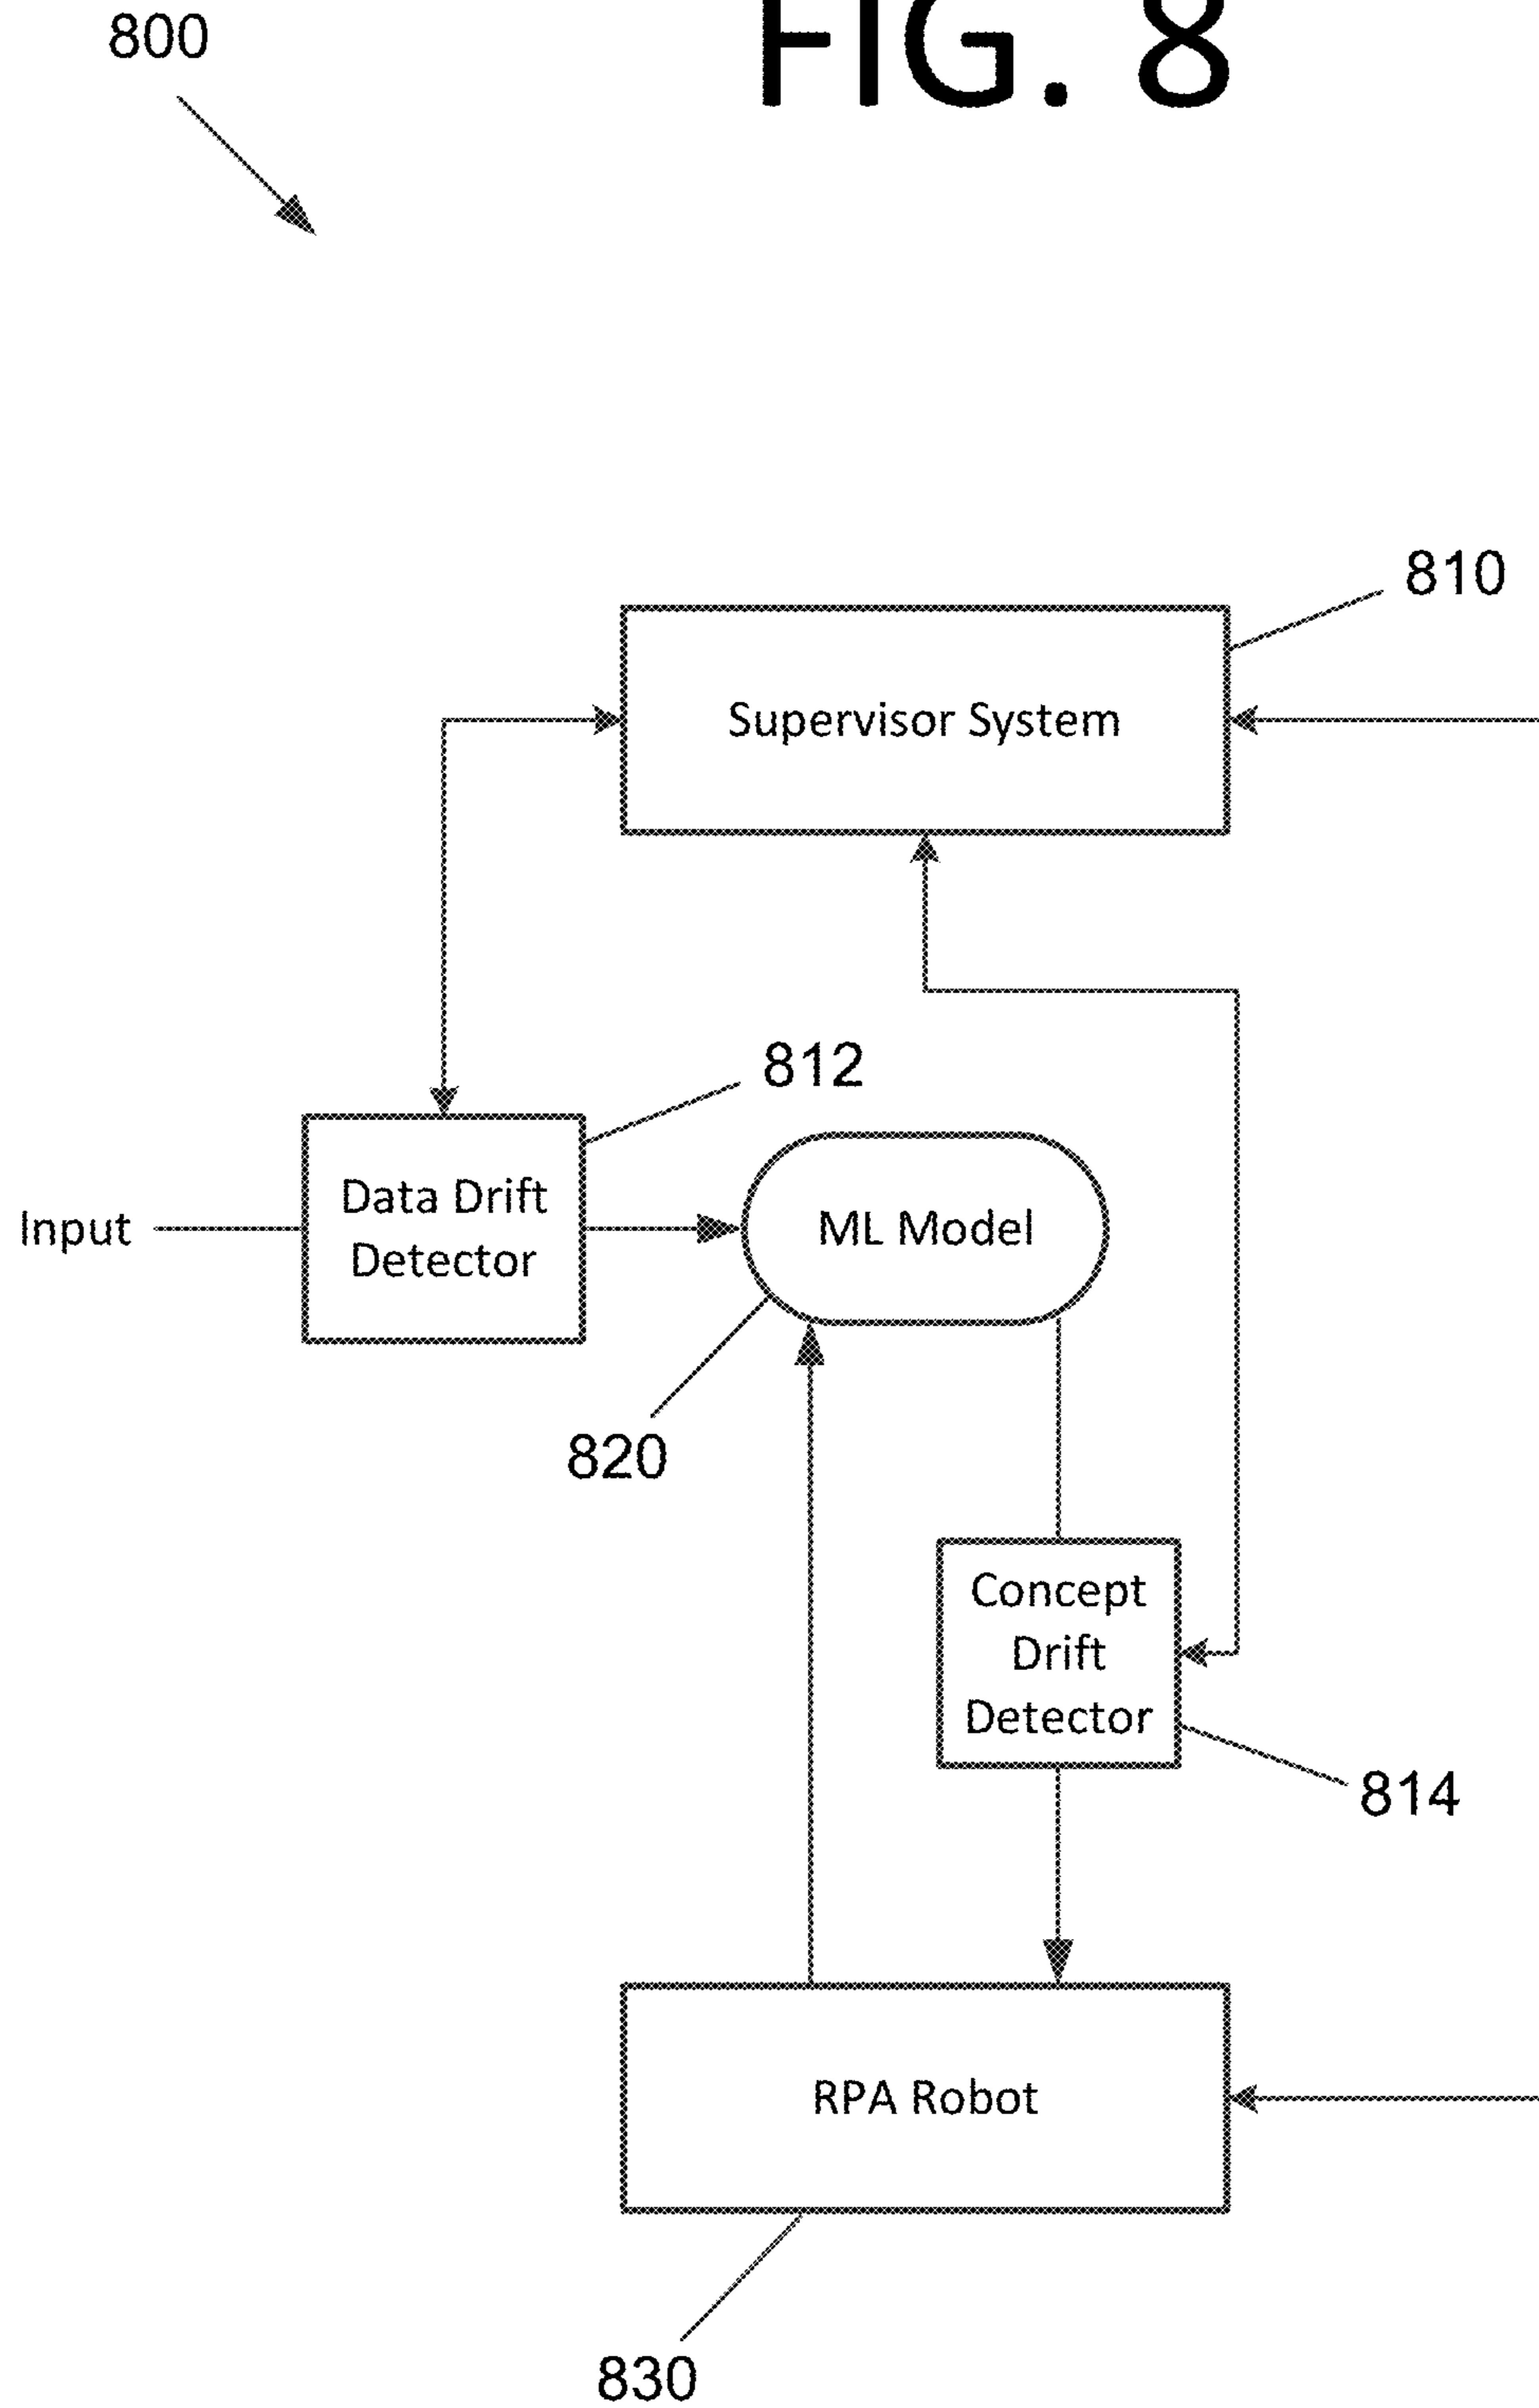 800
FIG. 8
810
Supervisor System
812
Data Drift
Detector
Input
ML Model
820
Concept
Drift
Detector
814
RPA Robot
830